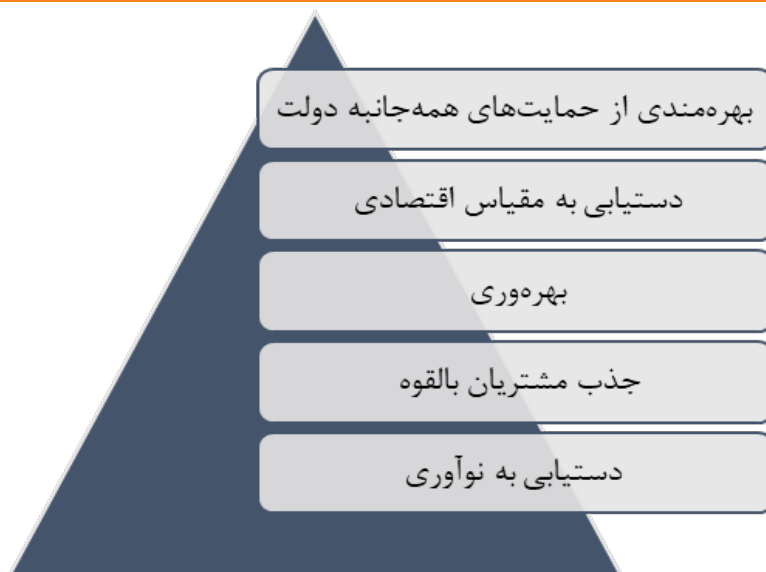 بهره‌مندی از حمایت‌های همه‌جانبه دولت
دستیابی به مقیاس اقتصادی
بهره‌وری
جذب مشتریان بالقوه
دستیابی به نوآوری